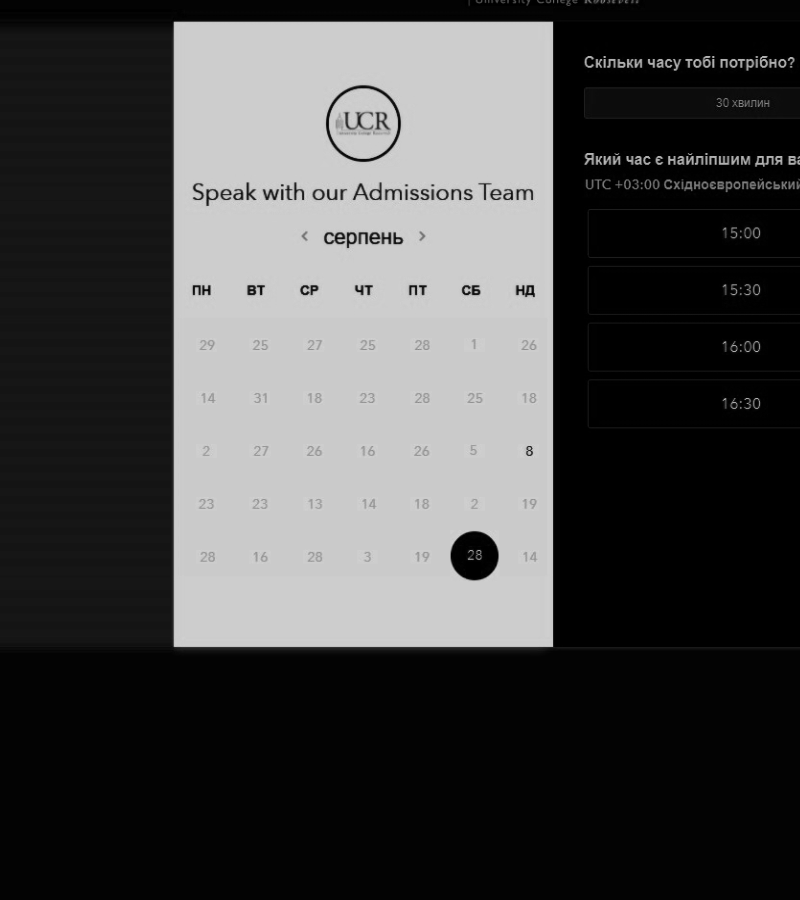 University College Roosevelt
UCR
Speak with our Admissions Team
< серпень >
ПН ВТ СР ЧТ ПТ СБ НД
29 25 27 25 28 1 26
14 31 18 23 28 25 18
2 27 26 16 26 5 8
23 23 13 14 18 2 19
28 16 28 3 19 28 14
Скільки часу тобі потрібно?
30 хвилин
Який час є найліпшим для ва
UTC +03:00 Східноєвропейський
15:00
15:30
16:00
16:30